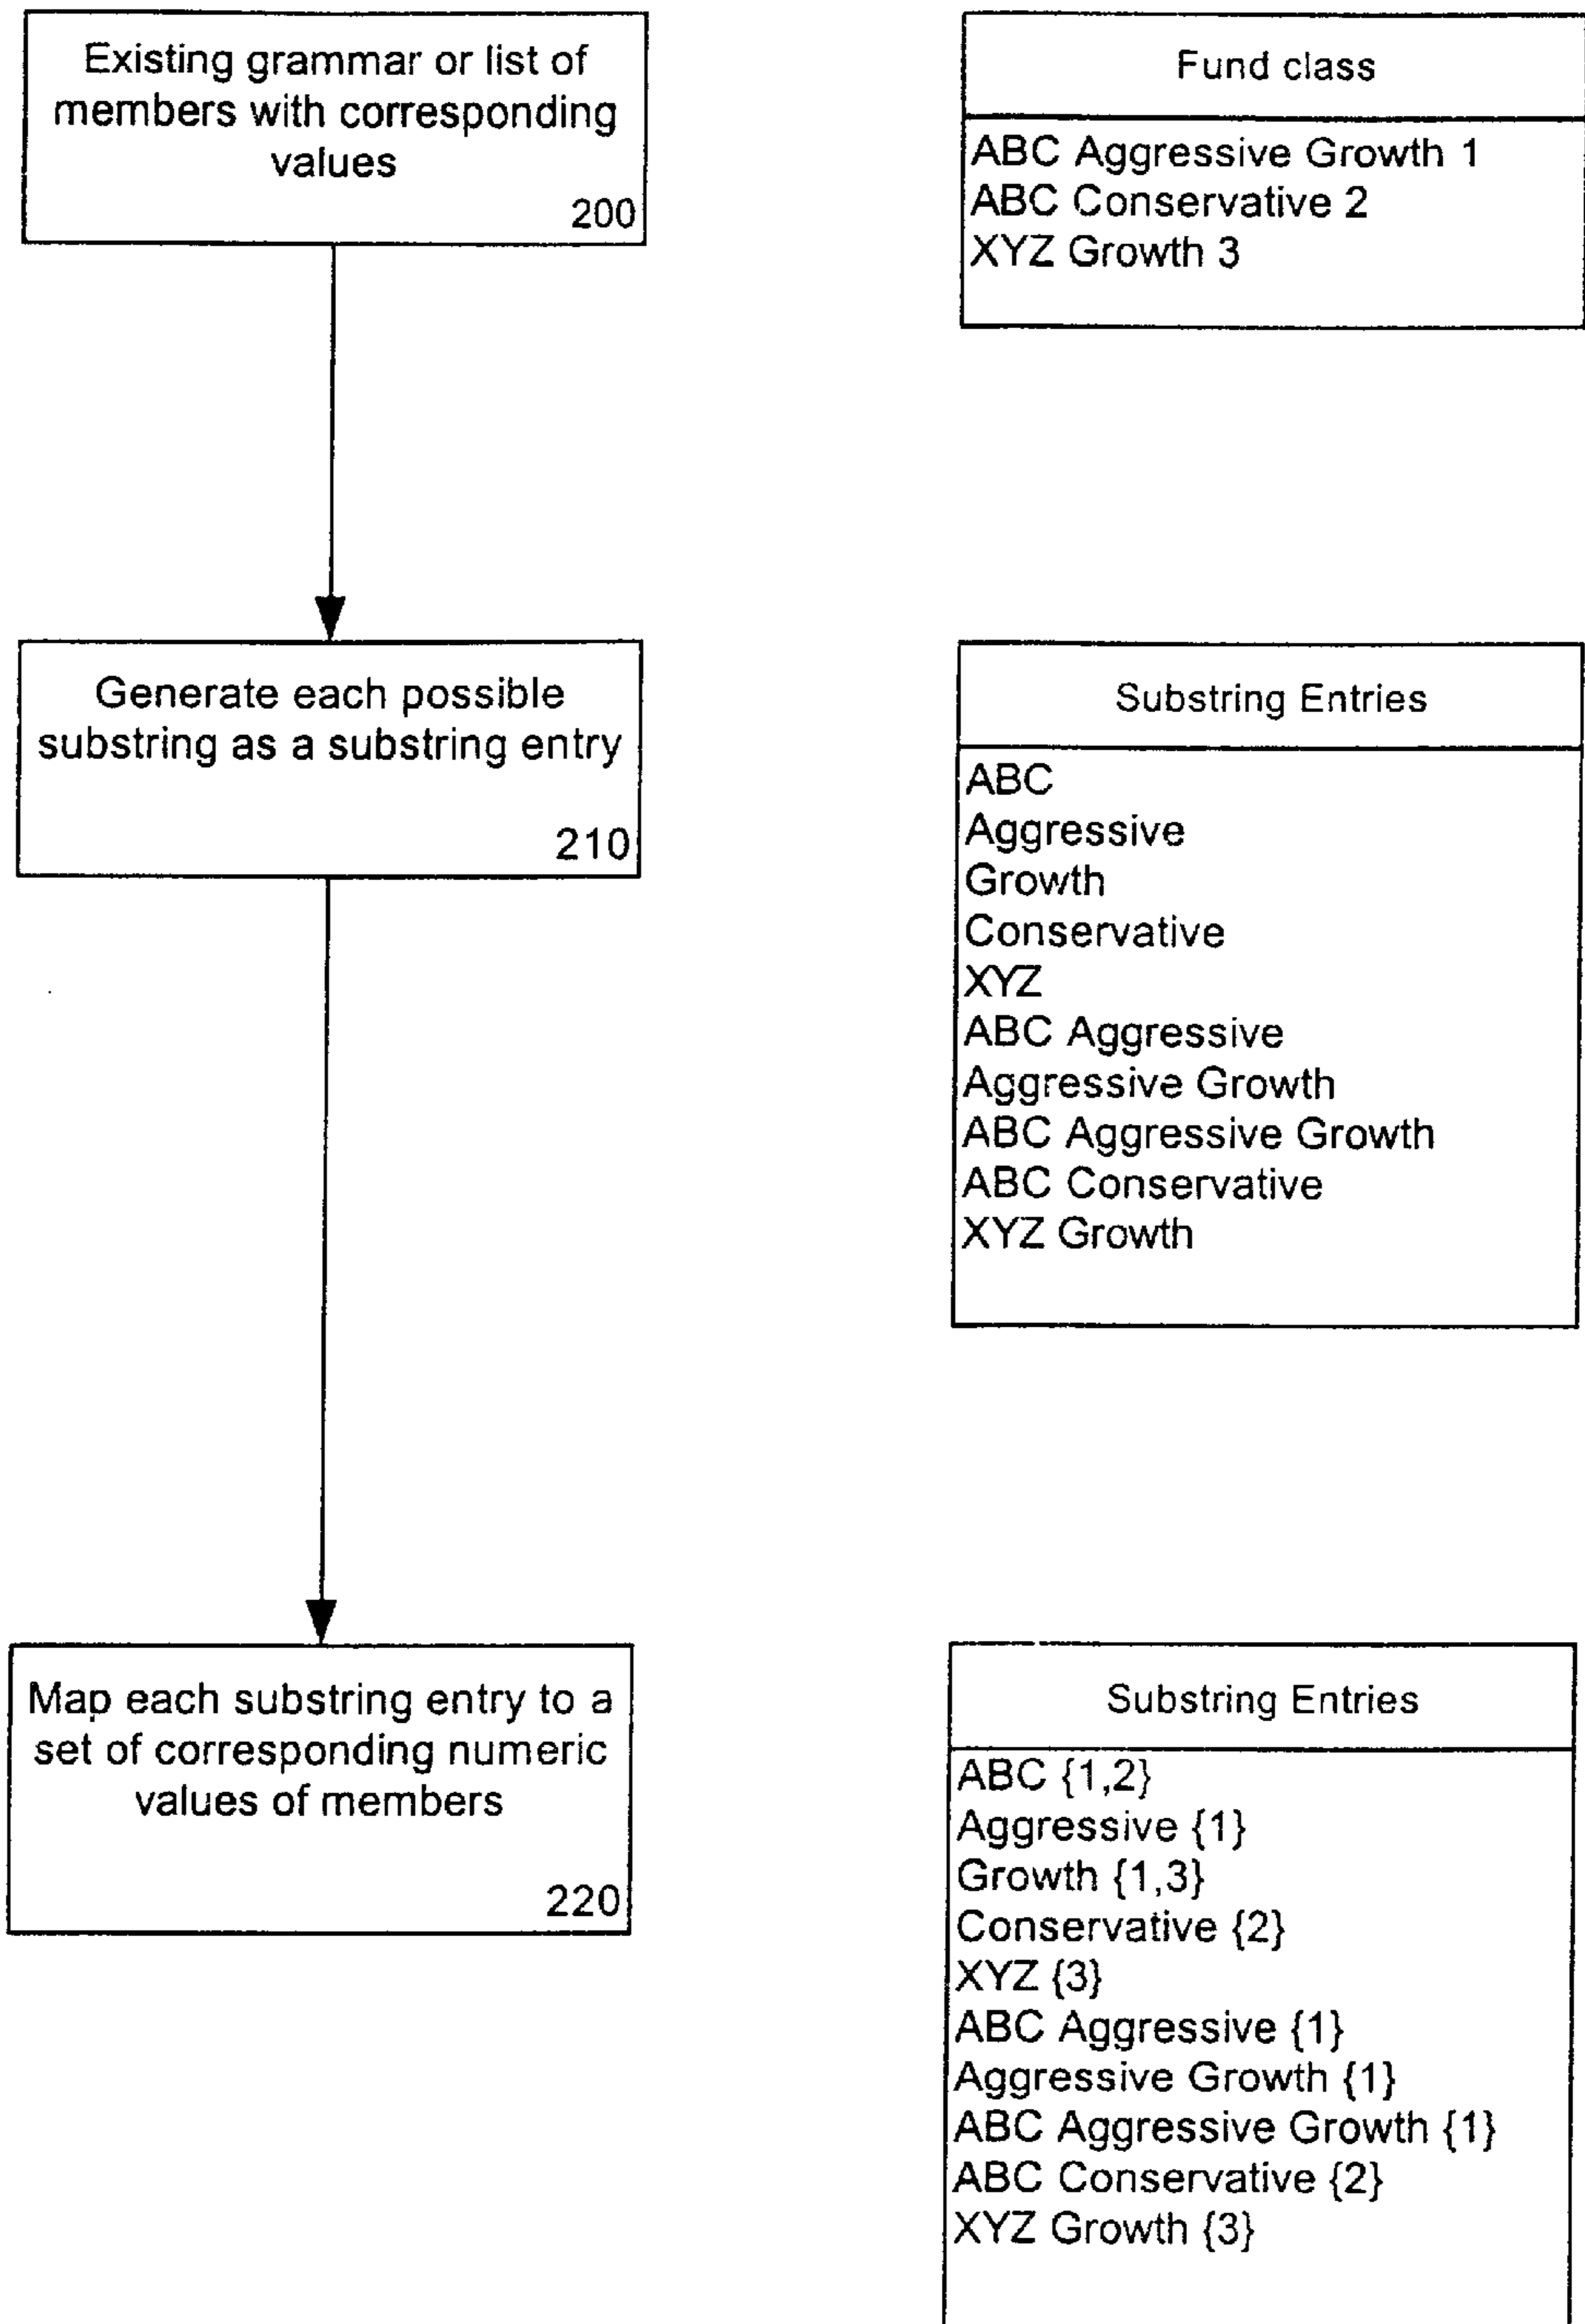 Existing grammar or list of
members with corresponding
values
200
Fund class
ABC Aggressive Growth 1
ABC Conservative 2
XYZ Growth 3
Generate each possible
substring as a substring entry
210
Substring Entries
ABC
Aggressive
Growth
Conservative
XYZ
ABC Aggressive
Aggressive Growth
ABC Aggressive Growth
ABC Conservative
XYZ Growth
Map each substring entry to a
set of corresponding numeric
values of members
220
Substring Entries
ABC {1,2}
Aggressive {1}
Growth {1,3}
Conservative {2}
XYZ {3}
ABC Aggressive {1}
Aggressive Growth {1}
ABC Aggressive Growth {1}
ABC Conservative {2}
XYZ Growth {3}